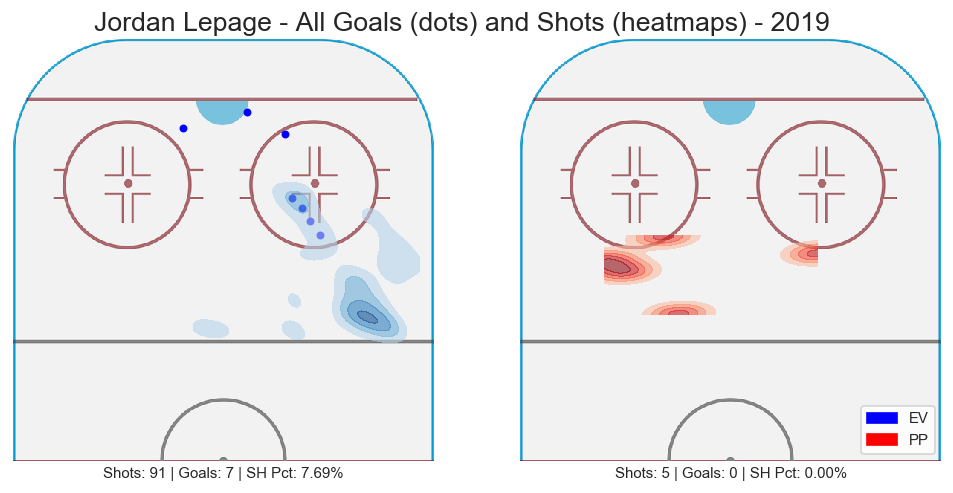 Jordan Lepage - All Goals (dots) and Shots (heatmaps) - 2019
EV
PP
Shots: 91 | Goals: 7 | SH Pct: 7.69%
Shots: 5 | Goals: 0 | SH Pct: 0.00%